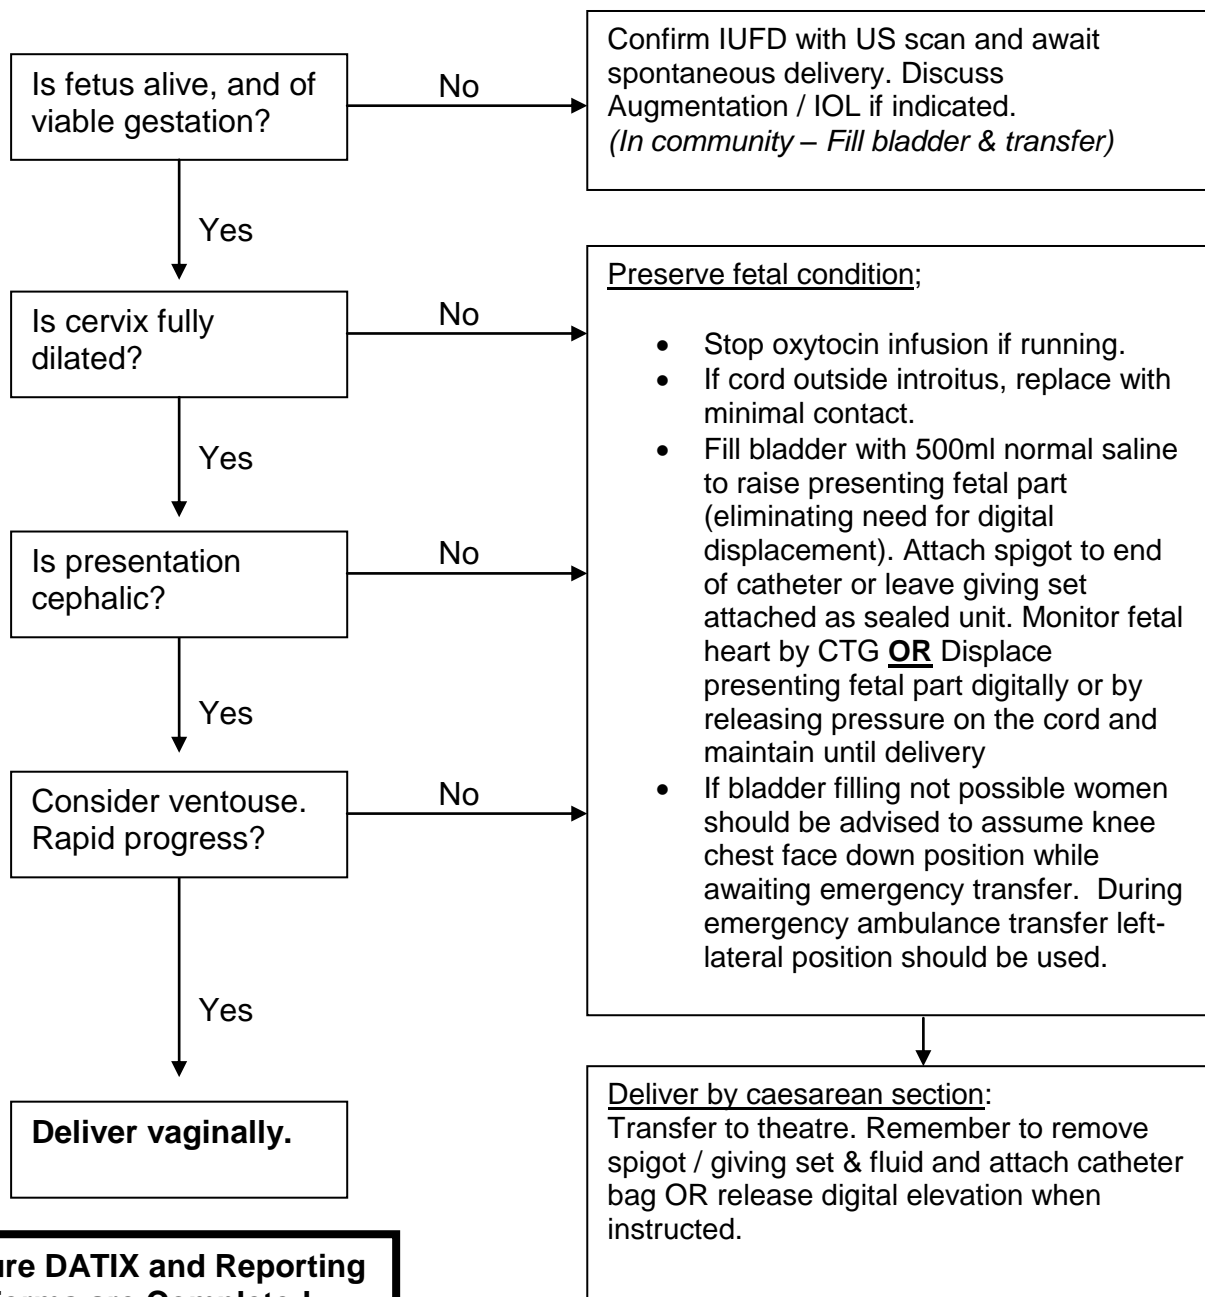 Is fetus alive, and of
viable gestation?
No
Confirm IUFD with US scan and await
spontaneous delivery. Discuss
Augmentation / IOL if indicated.
(In community – Fill bladder & transfer)
Yes
Is cervix fully
dilated?
No
Preserve fetal condition;
• Stop oxytocin infusion if running.
• If cord outside introitus, replace with
minimal contact.
• Fill bladder with 500ml normal saline
to raise presenting fetal part
(eliminating need for digital
displacement). Attach spigot to end
of catheter or leave giving set
attached as sealed unit. Monitor fetal
heart by CTG OR Displace
presenting fetal part digitally or by
releasing pressure on the cord and
maintain until delivery
• If bladder filling not possible women
should be advised to assume knee
chest face down position while
awaiting emergency transfer. During
emergency ambulance transfer left-
lateral position should be used.
Yes
Is presentation
cephalic?
No
Yes
Consider ventouse.
Rapid progress?
No
Yes
Deliver vaginally.
Deliver by caesarean section:
Transfer to theatre. Remember to remove
spigot / giving set & fluid and attach catheter
bag OR release digital elevation when
instructed.
DATIX and Reporting
are Completed